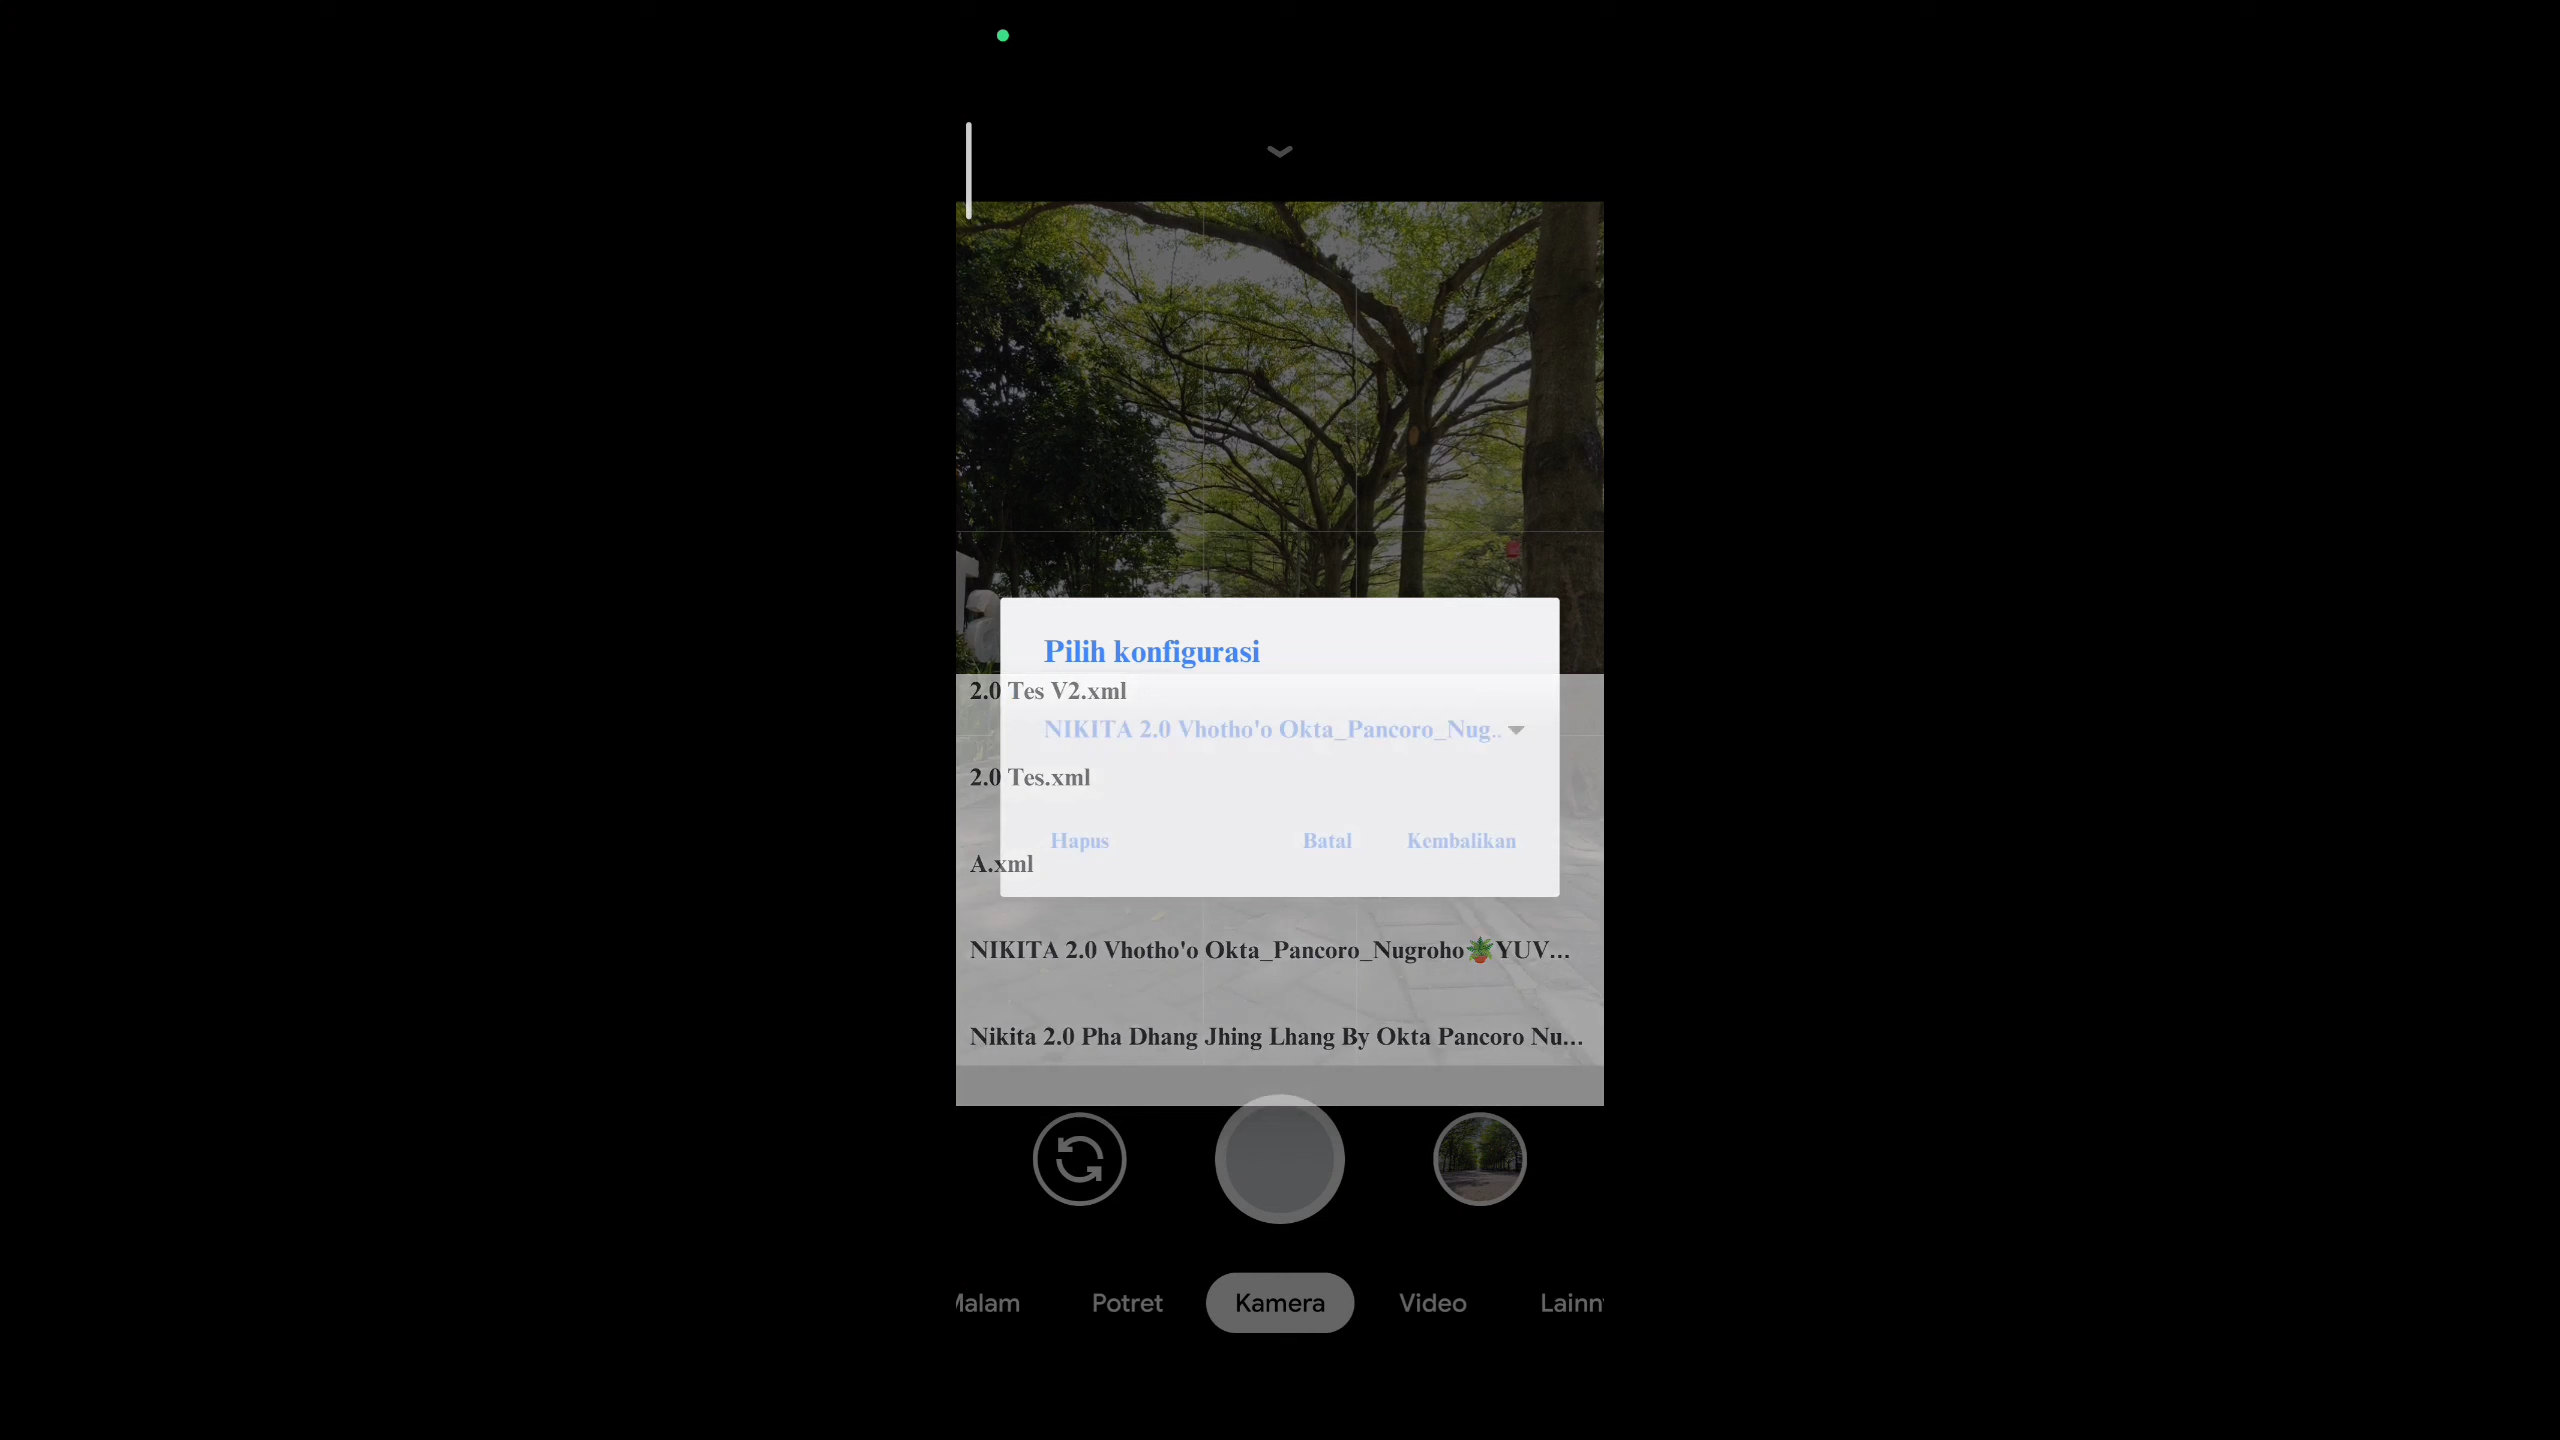 Pilih konfigurasi
2.0 Tes V2.xml
NIKITA 2.0 Vhotho'o Okta_Pancoro_Nug..
2.0 Tes.xml
Hapus Batal Kembalikan
A.xml
NIKITA 2.0 Vhotho'o Okta_Pancoro_Nugroho🪴YUV...
Nikita 2.0 Pha Dhang Jhing Lhang By Okta Pancoro Nu...
Malam Potret Kamera Video Lainn